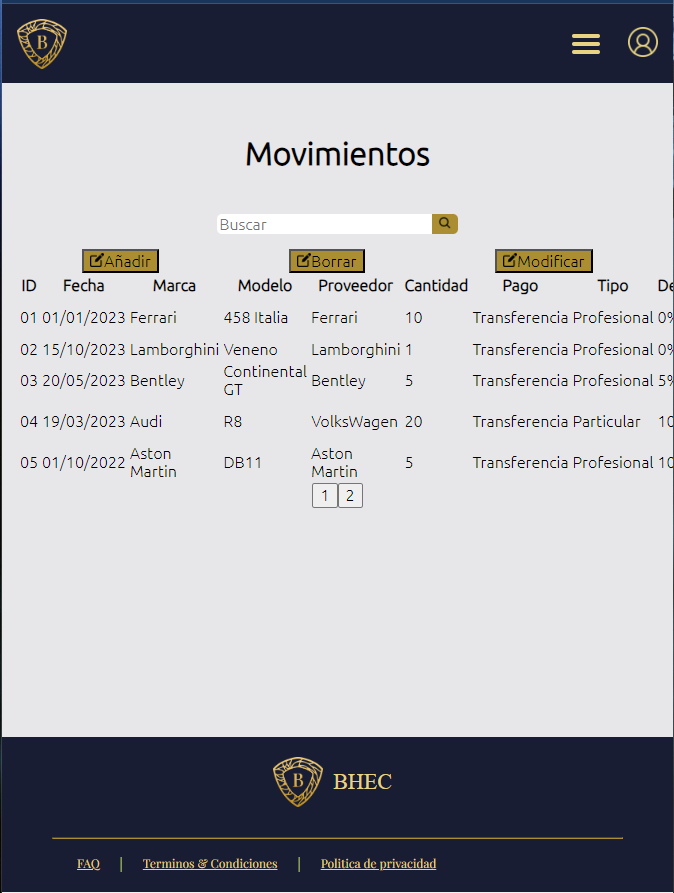 B
Movimientos
Buscar
Añadir Borrar Modificar
ID Fecha Marca Modelo Proveedor Cantidad Pago Tipo De
01 01/01/2023 Ferrari 458 Italia Ferrari 10 Transferencia Profesional 0%
02 15/10/2023 Lamborghini Veneno Lamborghini 1 Transferencia Profesional 0%
03 20/05/2023 Bentley Continental GT Bentley 5 Transferencia Profesional 5%
04 19/03/2023 Audi R8 VolksWagen 20 Transferencia Particular 10
05 01/10/2022 Aston Martin DB11 Aston Martin 5 Transferencia Profesional 10
1 2
B BHEC
FAQ | Terminos & Condiciones | Politica de privacidad